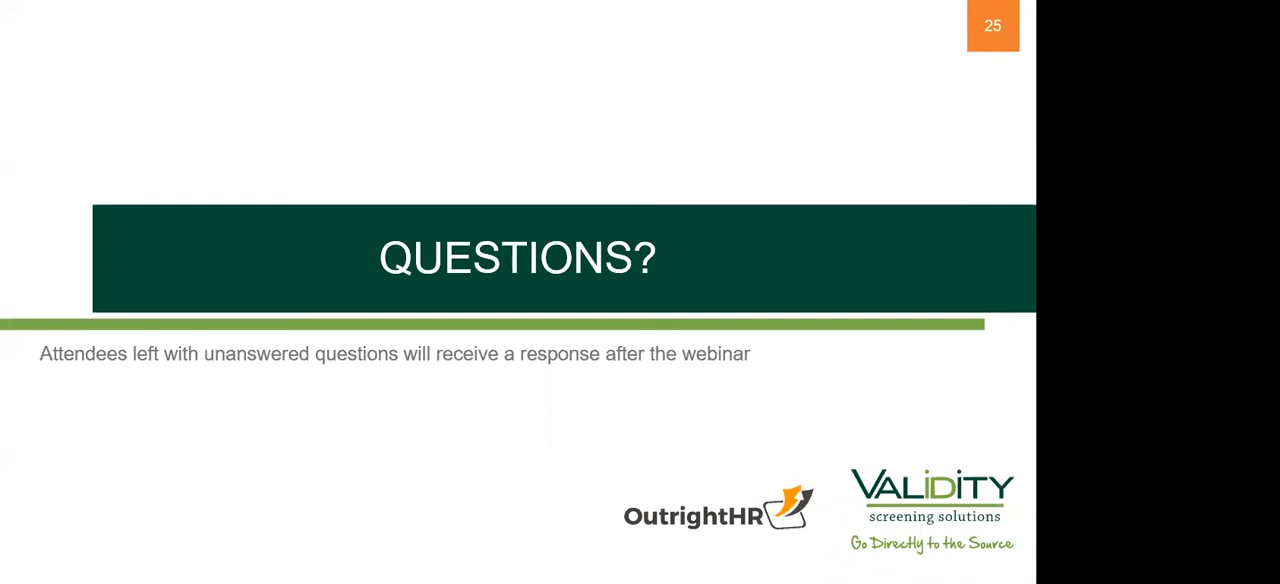 25
QUESTIONS?
Attendees left with unanswered questions will receive a response after the webinar
OutrightHR
VALiDiTY
screening solutions
Go Directly to the Source